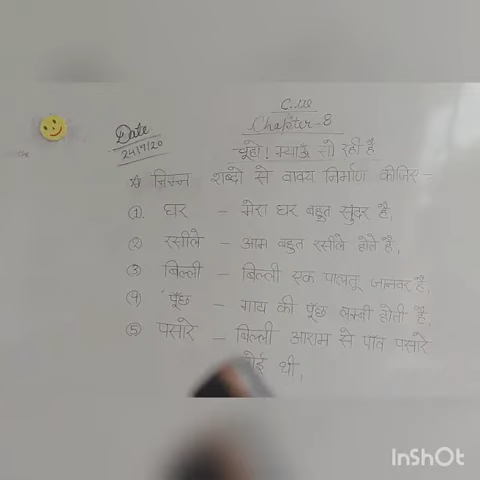 C.W
Date
24/9/20
Chapter-8
चूहो! म्याऊँ सो रही है
निम्न शब्दो से वाक्य निर्माण कीजिए -
① घर - मेरा घर बहुत सुंदर है,
② रसीले - आम बहुत रसीले होते है,
③ बिल्ली - बिल्ली एक पालतू जानवर है,
④ पूँछ - गाय की पूँछ लम्बी होती है,
⑤ पसारे - बिल्ली आराम से पाव पसारे
थी,
InShOt